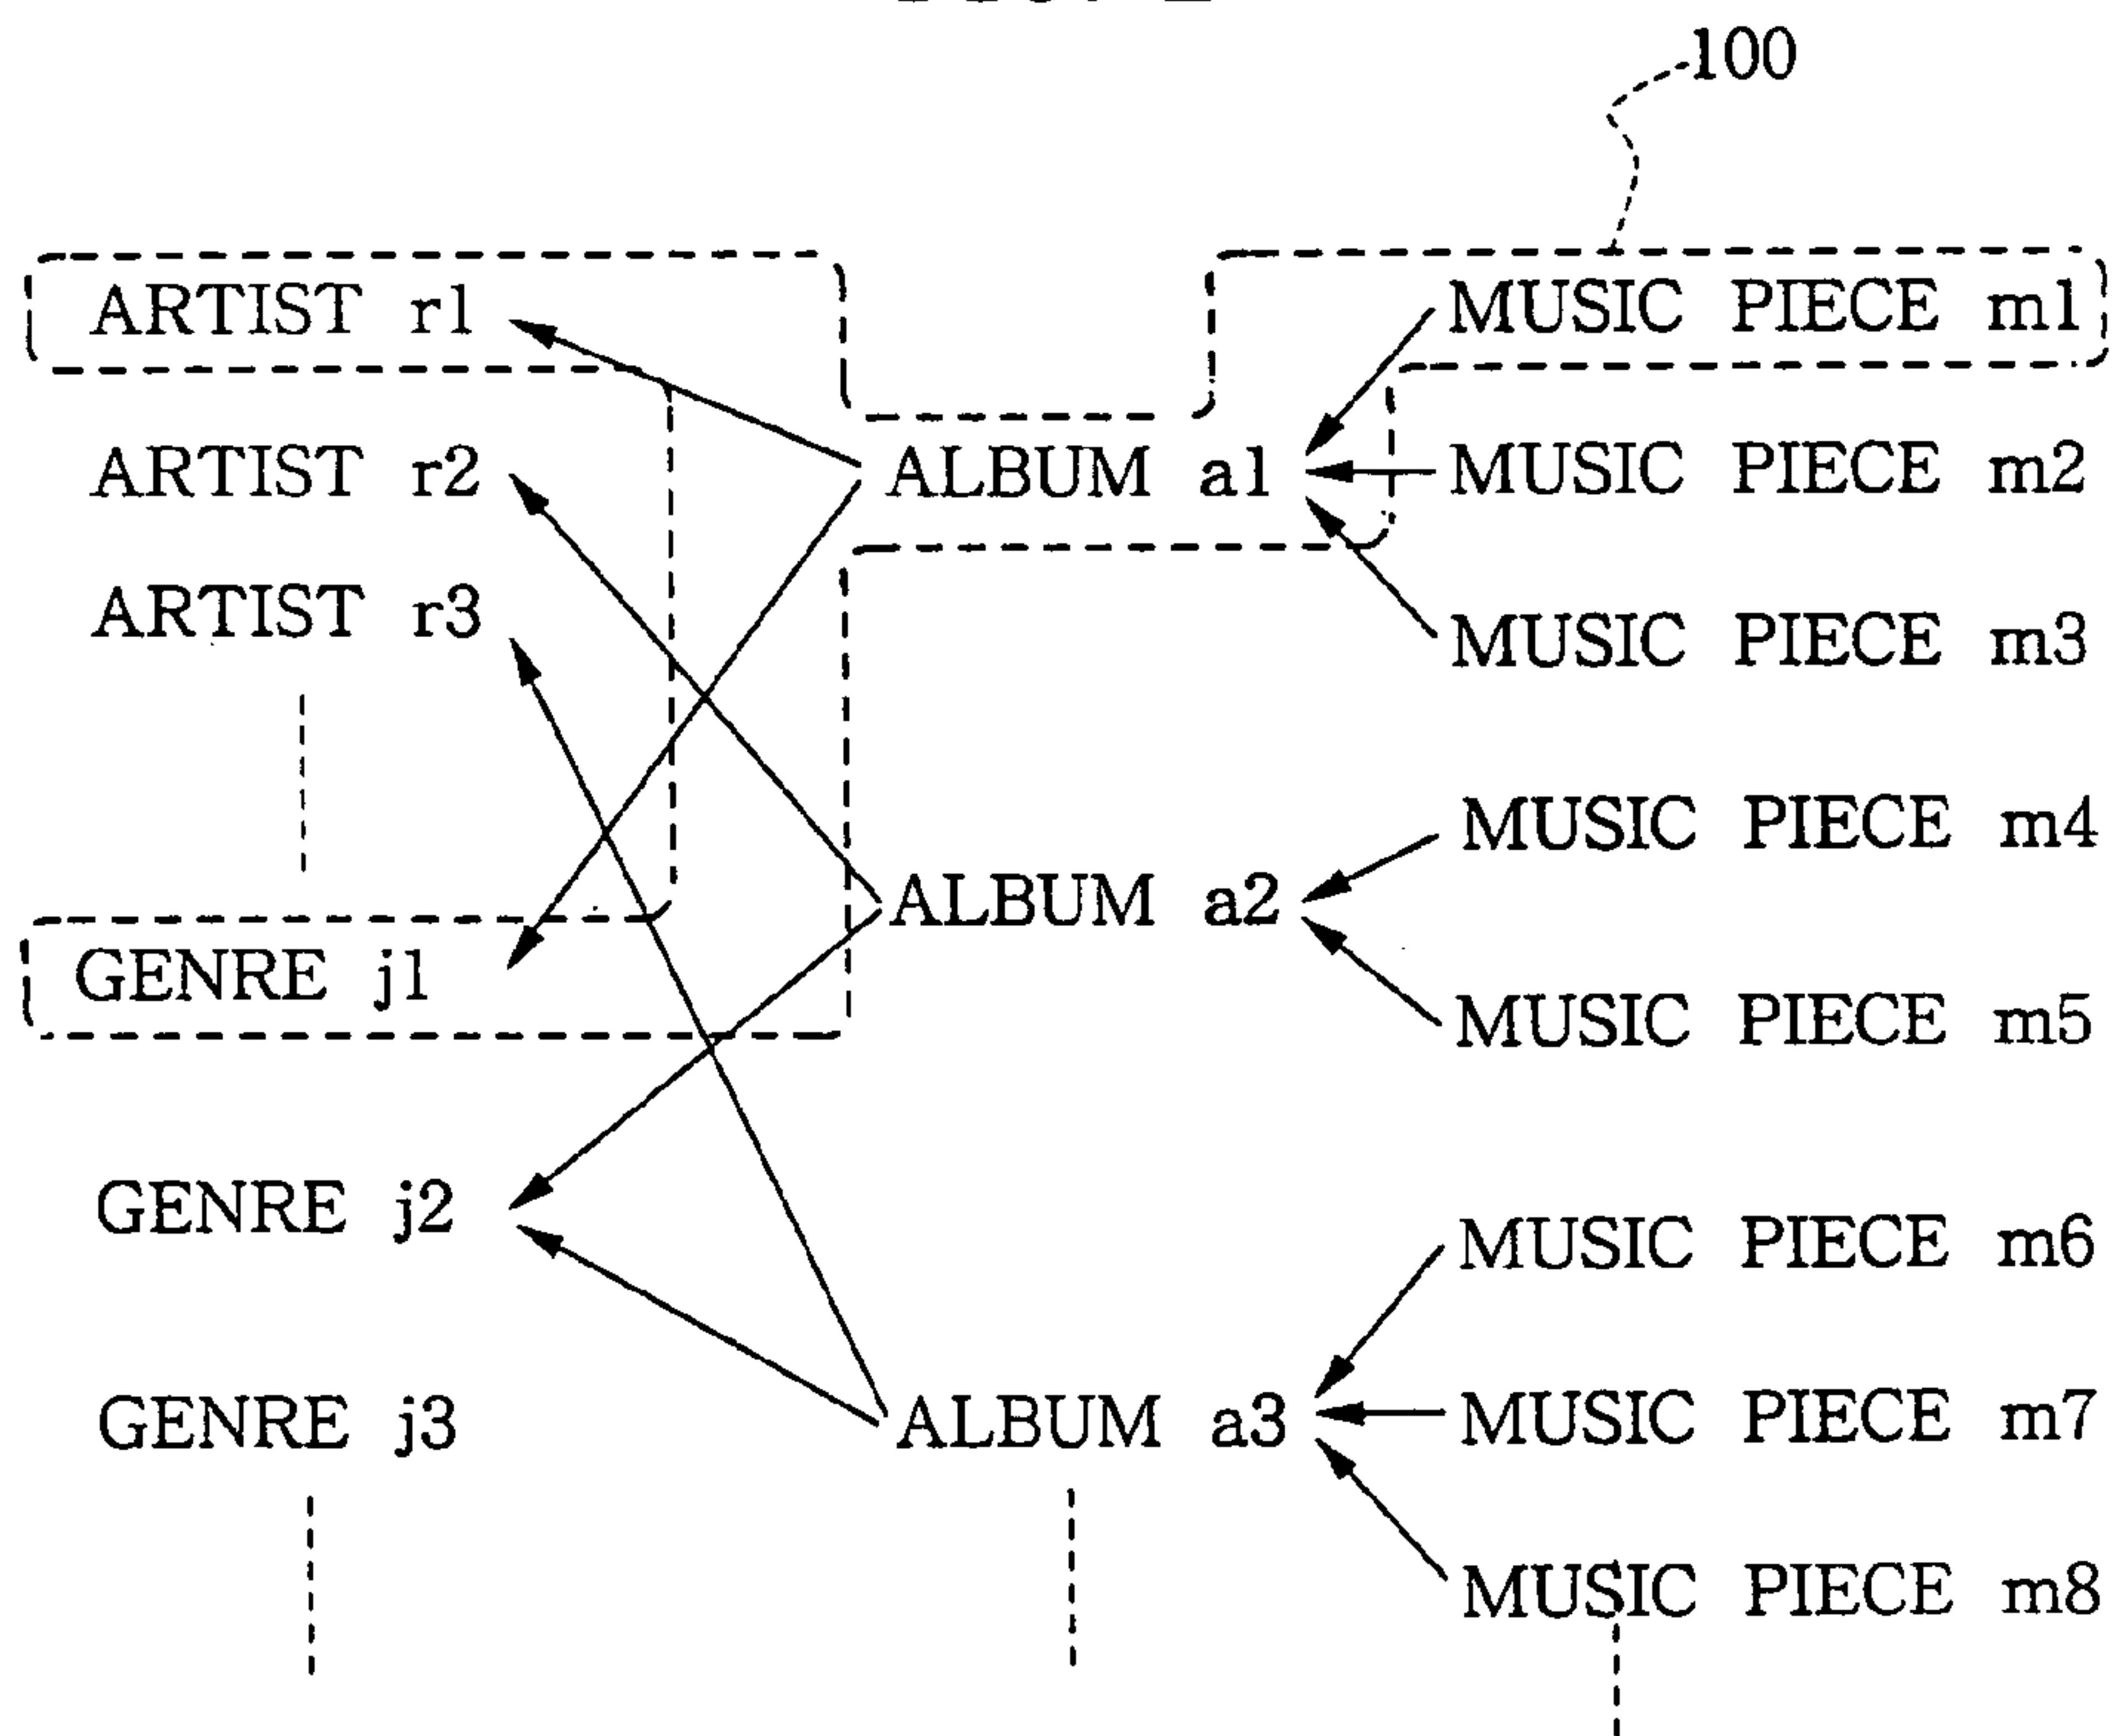 100
ARTIST r1
ARTIST r2
ARTIST r3
GENRE j1
GENRE j2
GENRE j3
ALBUM a1
ALBUM a2
ALBUM a3
MUSIC PIECE m1
MUSIC PIECE m2
MUSIC PIECE m3
MUSIC PIECE m4
MUSIC PIECE m5
MUSIC PIECE m6
MUSIC PIECE m7
MUSIC PIECE m8